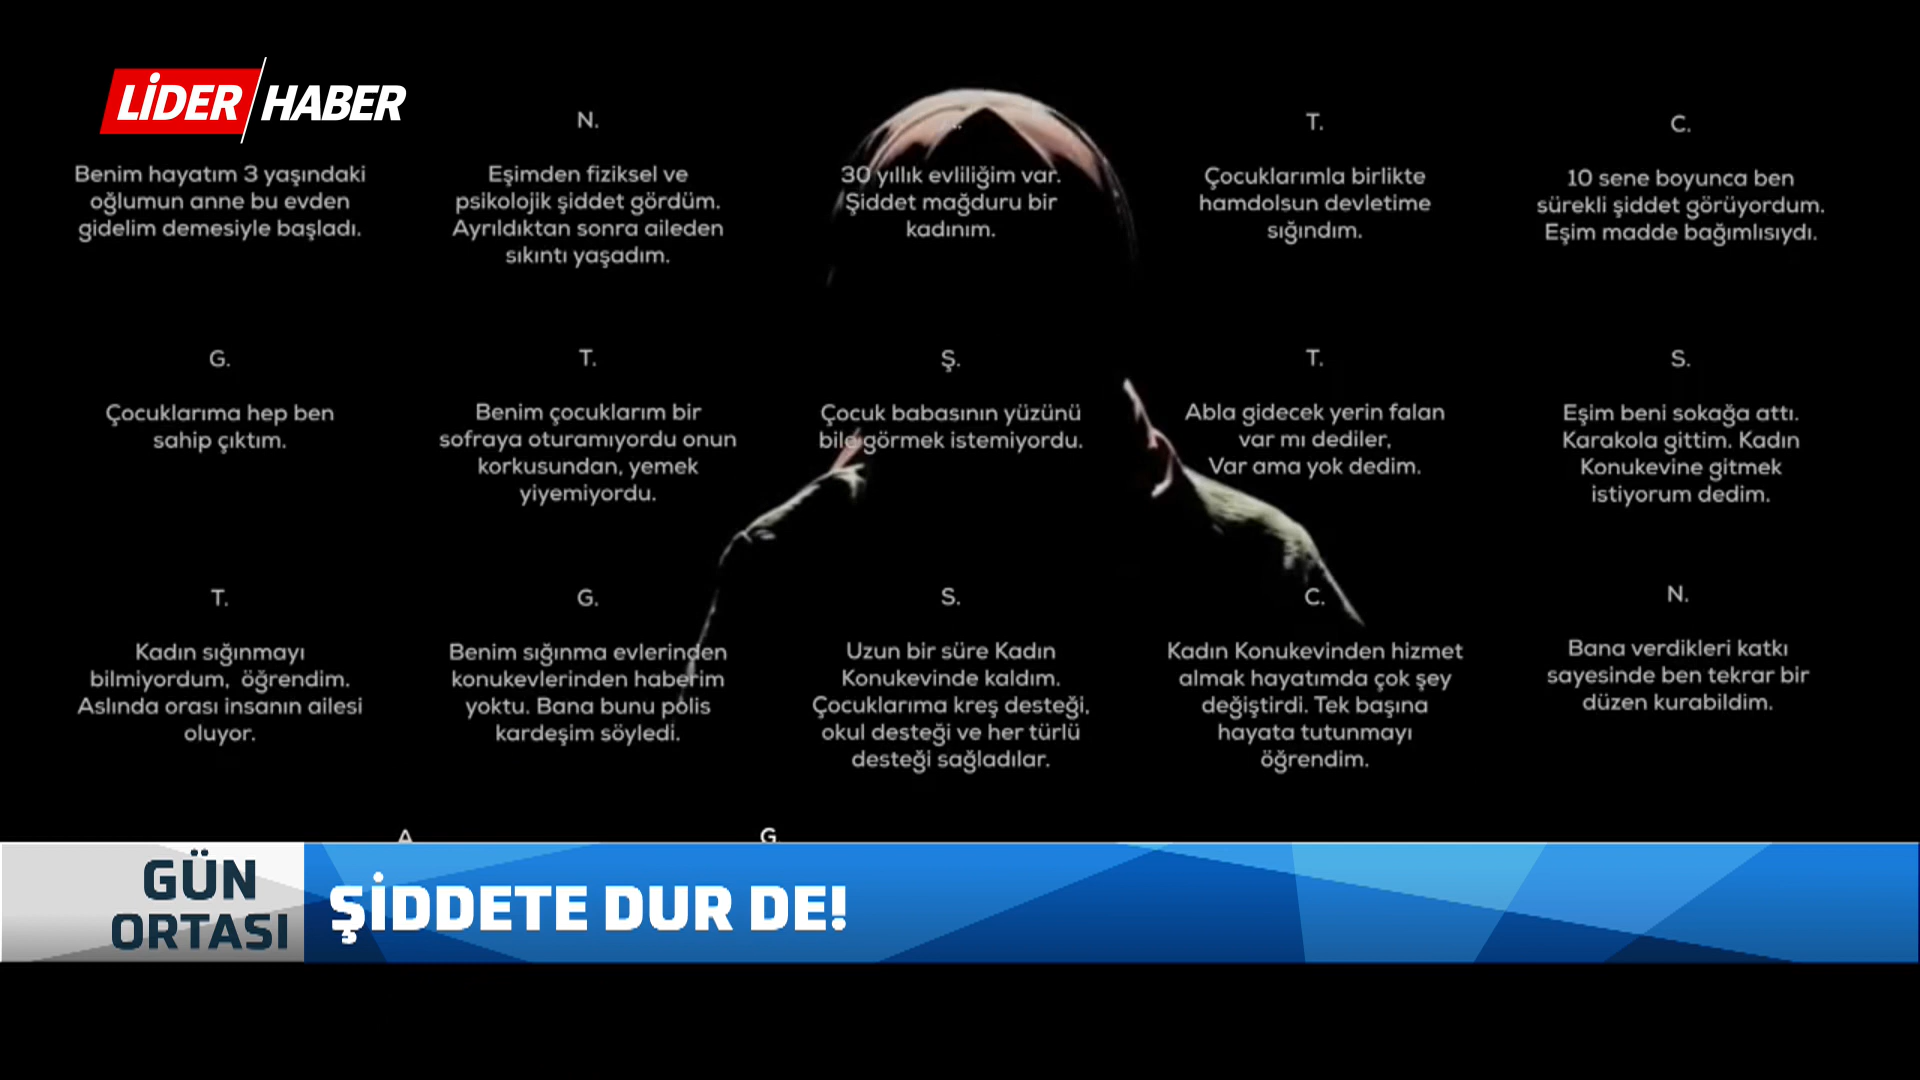 LİDER HABER
Benim hayatım 3 yaşındaki
oğlumun anne bu evden
gidelim demesiyle başladı.
N.
Eşimden fiziksel ve
psikolojik şiddet gördüm.
Ayrıldıktan sonra aileden
sıkıntı yaşadım.
30 yıllık evliliğim var.
Şiddet mağduru bir
kadınım.
T.
Çocuklarımla birlikte
hamdolsun devletime
sığındım.
C.
10 sene boyunca ben
sürekli şiddet görüyordum.
Eşim madde bağımlısıydı.
G.
Çocuklarıma hep ben
sahip çıktım.
T.
Benim çocuklarım bir
sofraya oturamıyordu onun
korkusundan, yemek
yiyemiyordu.
Ş.
Çocuk babasının yüzünü
bile görmek istemiyordu.
T.
Abla gidecek yerin falan
var mı dediler,
Var ama yok dedim.
S.
Eşim beni sokağa attı.
Karakola gittim. Kadın
Konukevine gitmek
istiyorum dedim.
T.
Kadın sığınmayı
bilmiyordum, öğrendim.
Aslında orası insanın ailesi
oluyor.
G.
Benim sığınma evlerinden
konukevlerinden haberim
yoktu. Bana bunu polis
kardeşim söyledi.
S.
Uzun bir süre Kadın
Konukevinde kaldım.
Çocuklarıma kreş desteği,
okul desteği ve her türlü
desteği sağladılar.
C.
Kadın Konukevinden hizmet
almak hayatımda çok şey
değiştirdi. Tek başına
hayata tutunmayı
öğrendim.
N.
Bana verdikleri katkı
sayesinde ben tekrar bir
düzen kurabildim.
A
G
GÜN
ORTASI
ŞİDDETE DUR DE!